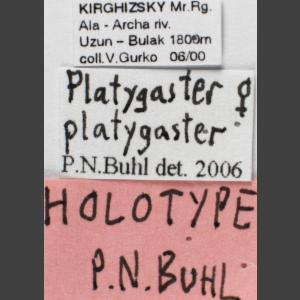 KIRGHIZSKY Mr.Rg.
Ala - Archa riv.
Uzun – Bulak 1800m
coll.V.Gurko 06/00
Platygaster ♀
platygaster
P.N.Buhl det. 2006
HOLOTYPE
P.N.BUHL